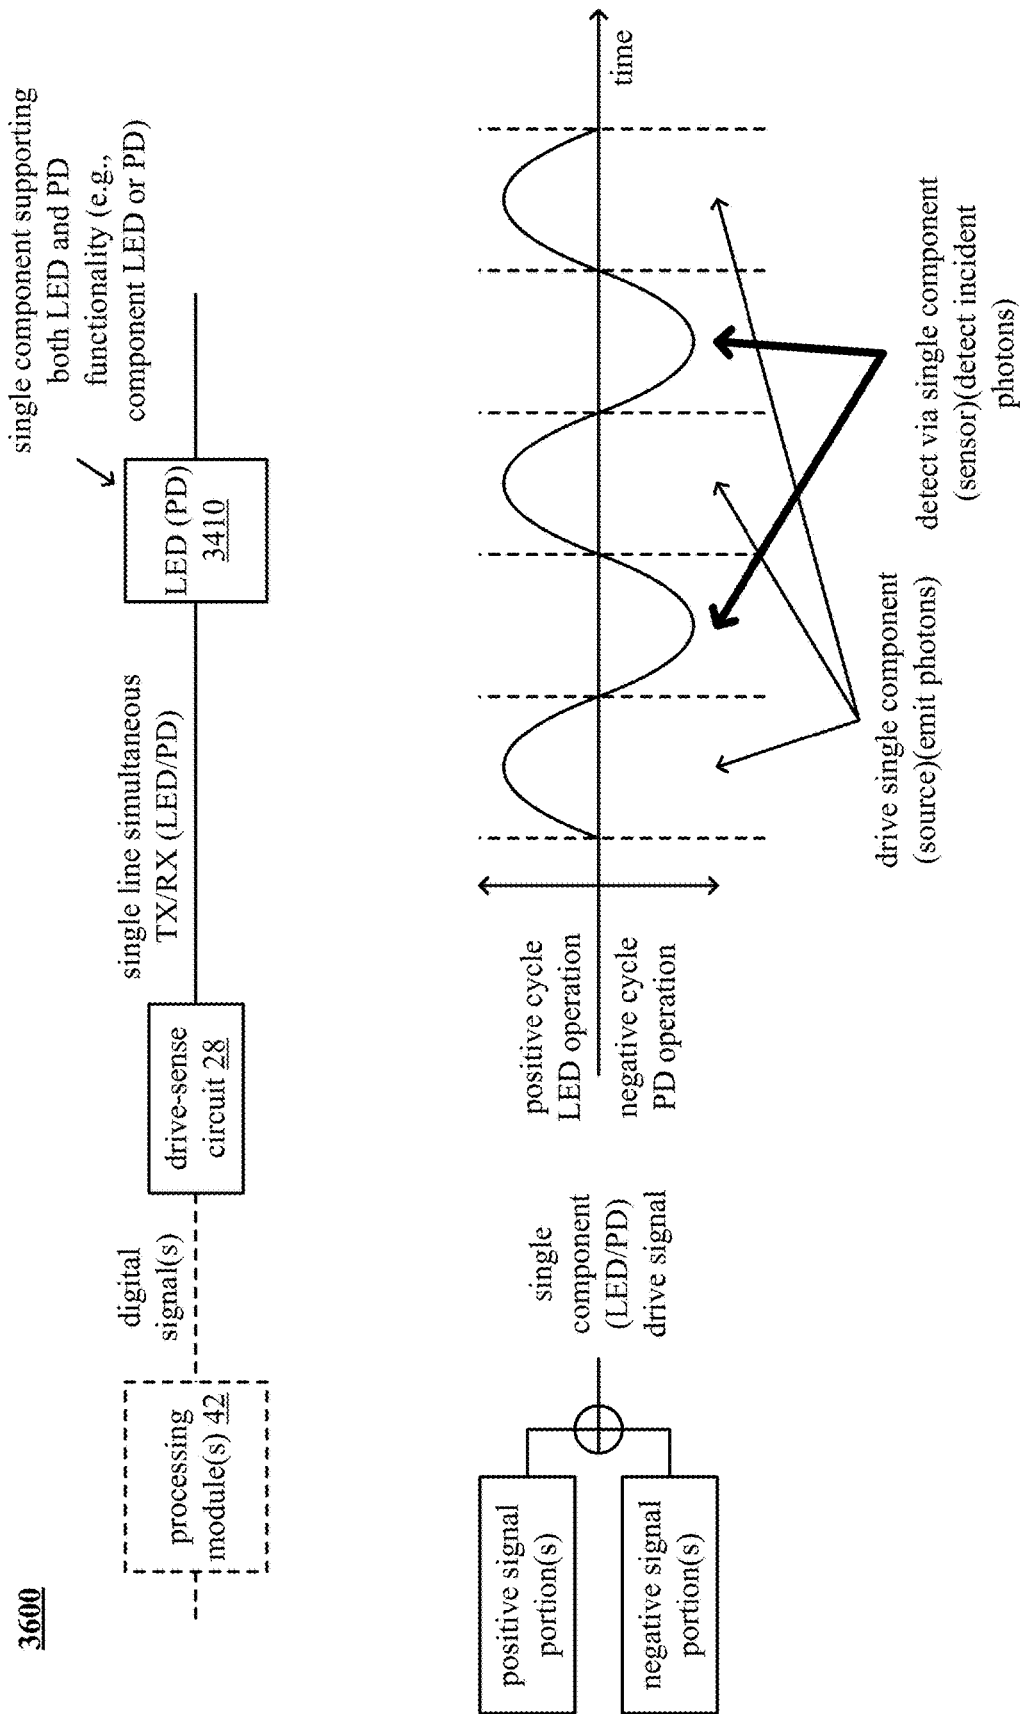 3600
processing
module(s) 42
digital
signal(s)
drive-sense
circuit 28
single line simultaneous
TX/RX (LED/PD)
LED (PD)
3410
single component supporting
both LED and PD
functionality (e.g.,
component LED or PD)
positive signal
portion(s)
negative signal
portion(s)
single
component
(LED/PD)
drive signal
positive cycle
LED operation
negative cycle
PD operation
time
drive single component
(source)(emit photons)
detect via single component
(sensor)(detect incident
photons)